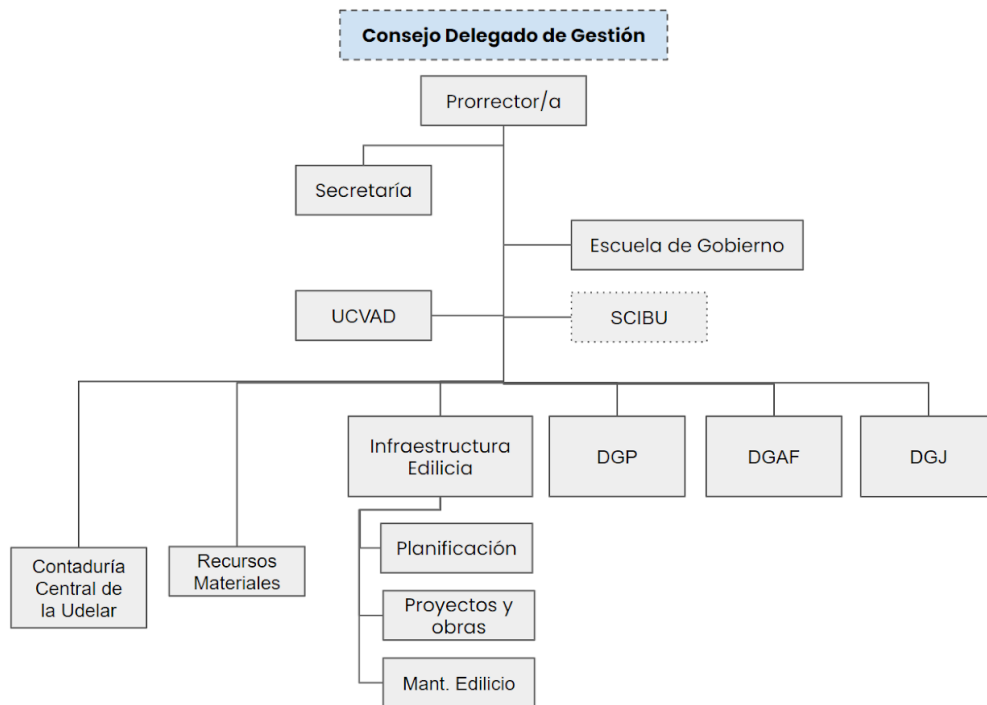 Consejo Delegado de Gestión
Prorrector/a
Secretaría
Escuela de Gobierno
UCVAD
SCIBU
Infraestructura
Edilicia
DGP
DGAF
DGJ
Contaduría
Central de
la Udelar
Recursos
Materiales
Planificación
Proyectos y
obras
Mant. Edilicio